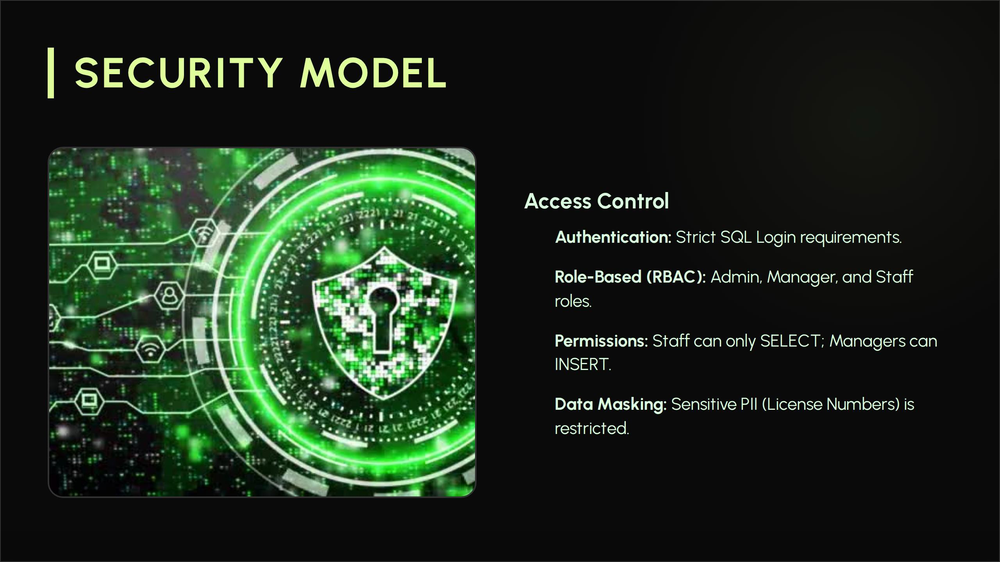 SECURITY MODEL
Access Control
Authentication: Strict SQL Login requirements.
Role-Based (RBAC): Admin, Manager, and Staff
roles.
Permissions: Staff can only SELECT; Managers can
INSERT.
Data Masking: Sensitive PII (License Numbers) is
restricted.